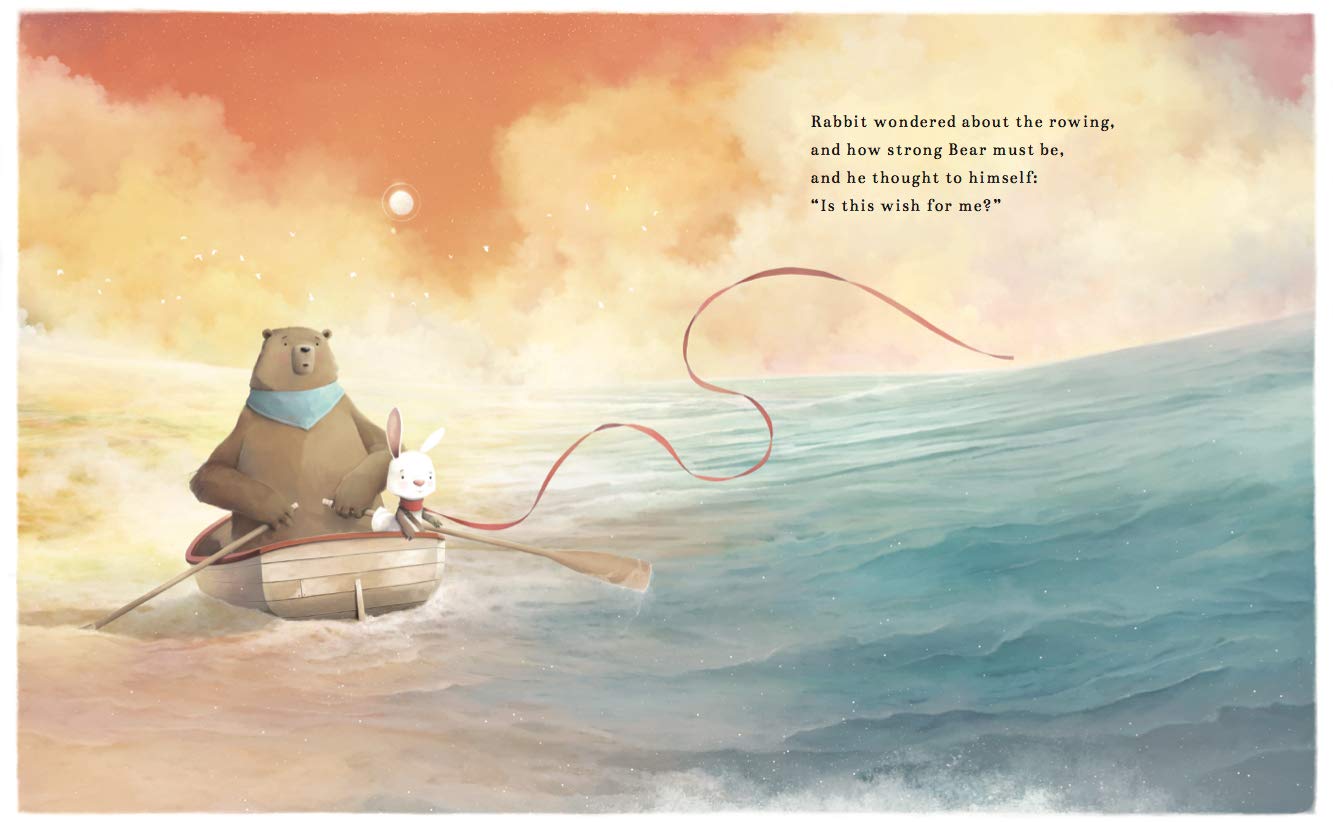 Rabbit wondered about the rowing,
and how strong Bear must be,
and he thought to himself:
“Is this wish for me?”